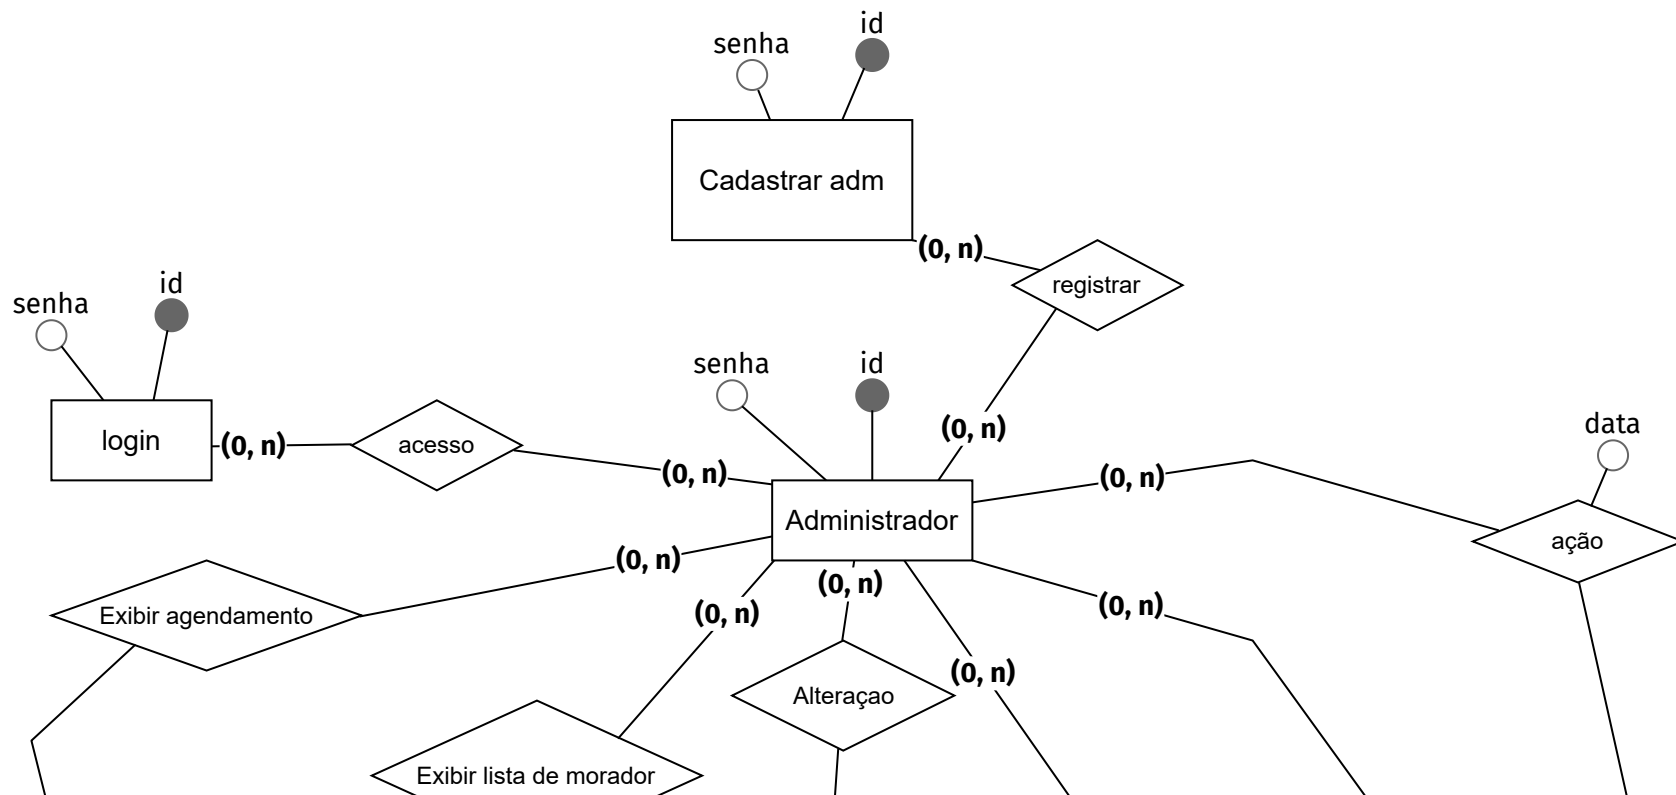 id
senha
Cadastrar adm
(0, n)
registrar
id
senha
senha
id
(0, n)
data
login
(0, n)
acesso
(0, n)
(0, n)
Administrador
ação
(0, n)
(0, n)
(0, n)
(0, n)
Exibir agendamento
(0, n)
Alteraçao
Exibir lista de morador